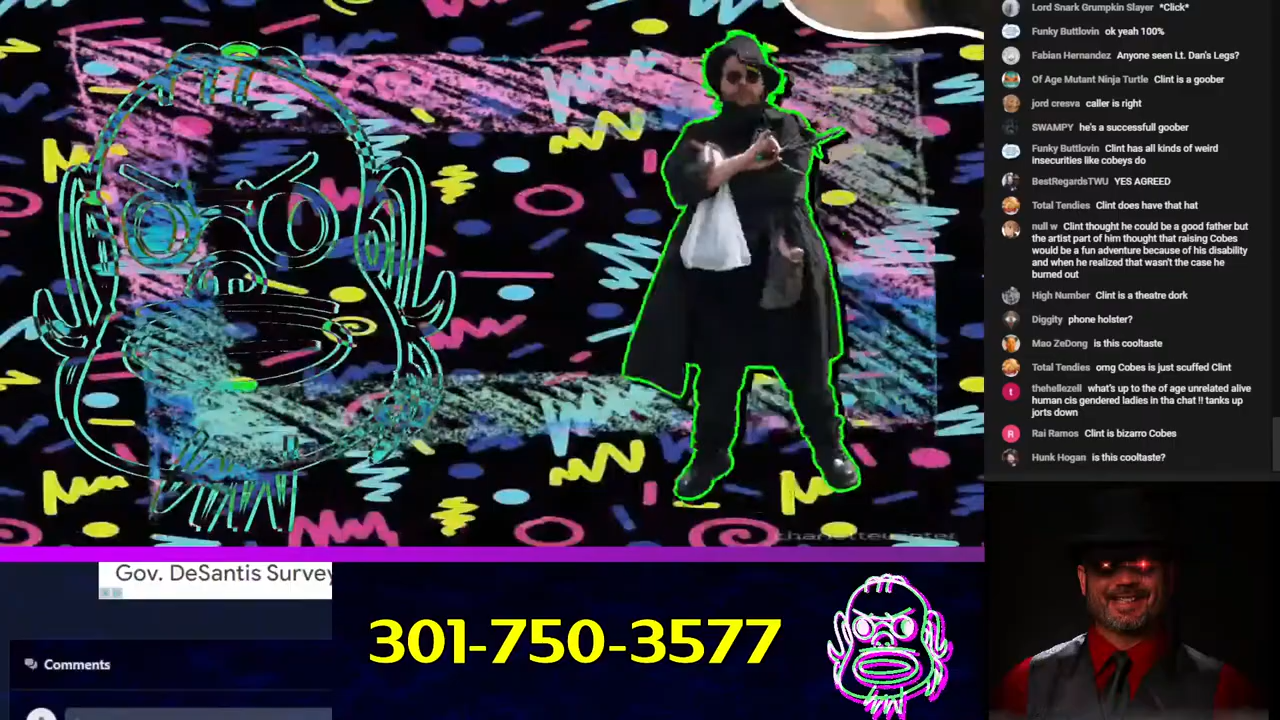 Lord Snark Grumpkin Slayer *Click*
Funky Buttlovin ok yeah 100%
Fabian Hernandez Anyone seen Lt. Dan's Legs?
Of Age Mutant Ninja Turtle Clint is a goober
jord cresva caller is right
SWAMPY he's a successfull goober
Funky Buttlovin Clint has all kinds of weird
insecurities like cobeys do
BestRegardsTWU YES AGREED
Total Tendies Clint does have that hat
null w Clint thought he could be a good father but
the artist part of him thought that raising Cobes
would be a fun adventure because of his disability
and when he realized that wasn't the case he
burned out
High Number Clint is a theatre dork
Diggity phone holster?
Mao ZeDong is this cooltaste
Total Tendies omg Cobes is just scuffed Clint
t
thehellezell what's up to the of age unrelated alive
human cis gendered ladies in tha chat !! tanks up
jorts down
R
Rai Ramos Clint is bizarro Cobes
Hunk Hogan is this cooltaste?
Gov. DeSantis Survey
Comments
301-750-3577